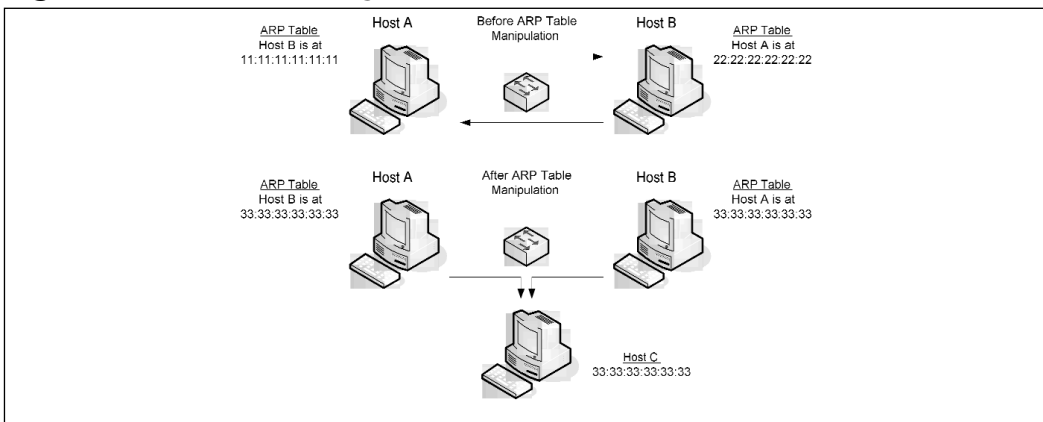 Host A
Before ARP Table
Manipulation
Host B
ARP Table
Host B is at
11:11:11:11:11:11
ARP Table
Host A is at
22:22:22:22:22:22
Host A
After ARP Table
Manipulation
Host B
ARP Table
Host B is at
33:33:33:33:33:33
ARP Table
Host A is at
33:33:33:33:33:33
Host C
33:33:33:33:33:33